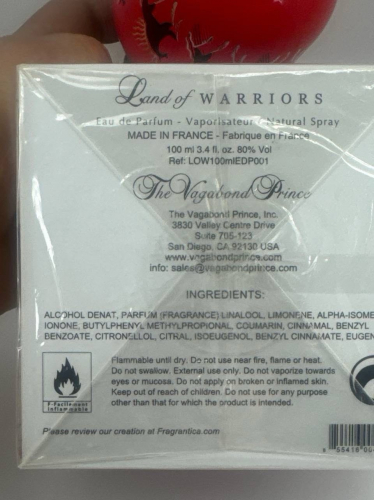 Land of WARRIORS
Eau de Parfum - Vaporisateur / Natural Spray
MADE IN FRANCE - Fabrique en France
100 ml 3.4 fl. oz. 80% Vol
Ref: LOW100mlEDP001
The Vagabond Prince
The Vagabond Prince, Inc.
3830 Valley Centre Drive
Suite 705-123
San Diego, CA 92130 USA
www.vagabondprince.com
info: sales@vagabondprince.com
INGREDIENTS:
ALCOHOL DENAT, PARFUM (FRAGRANCE) LINALOOL, LIMONENE, ALPHA-ISOME
IONONE, BUTYLPHENYL METHYLPROPIONAL, COUMARIN, CINNAMAL, BENZYL
BENZOATE, CITRONELLOL, CITRAL, ISOEUGENOL, BENZYL CINNAMATE, EUGEN
Flammable until dry. Do not use near fire, flame or heat.
Do not swallow. External use only. Do not vaporize towards
eyes or mucosa. Do not apply on broken or inflamed skin.
Keep out of reach of children. Do not use for any purpose
other than that for which the product is intended.
F-Facilement
Inflammable
Please review our creation at Fragrantica.com